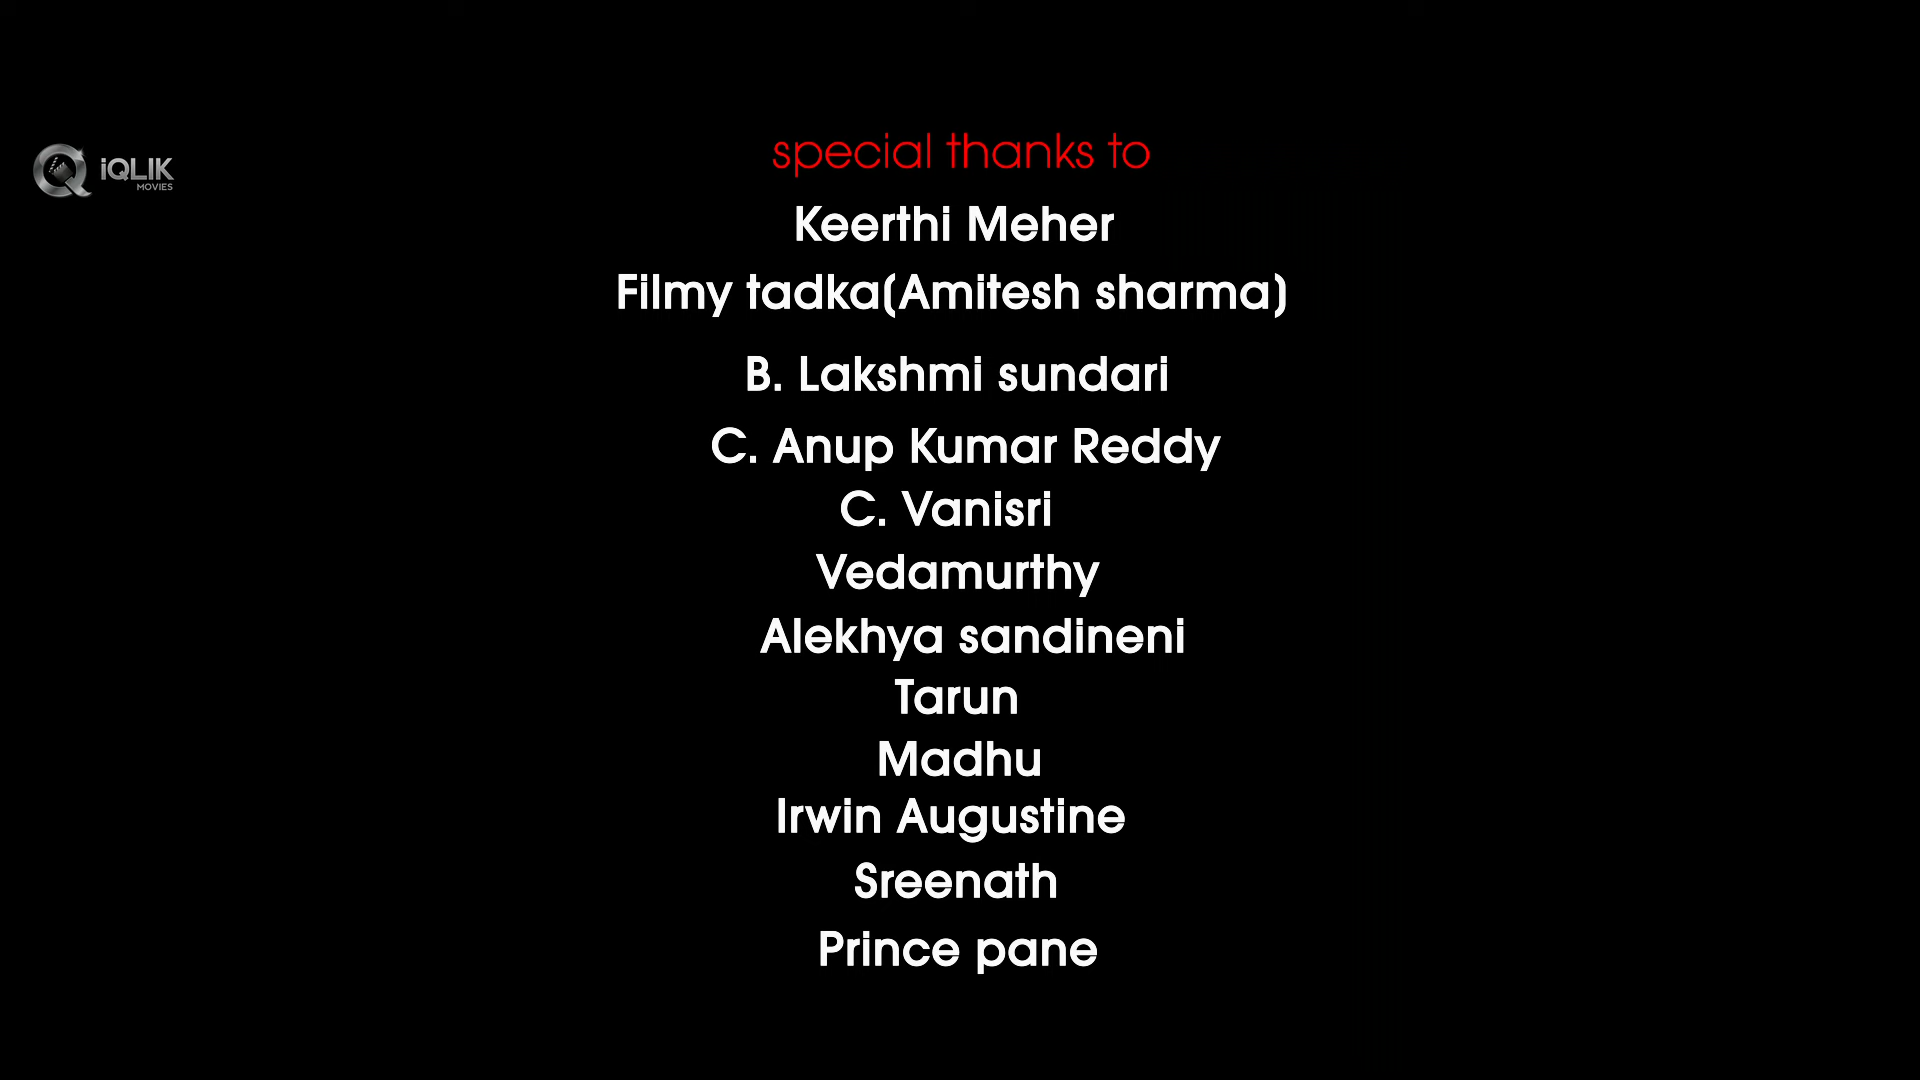 special thanks to
iQLIK
MOVIES
Keerthi Meher
Filmy tadka(Amitesh sharma)
B. Lakshmi sundari
C. Anup Kumar Reddy
C. Vanisri
Vedamurthy
Alekhya sandineni
Tarun
Madhu
Irwin Augustine
Sreenath
Prince pane